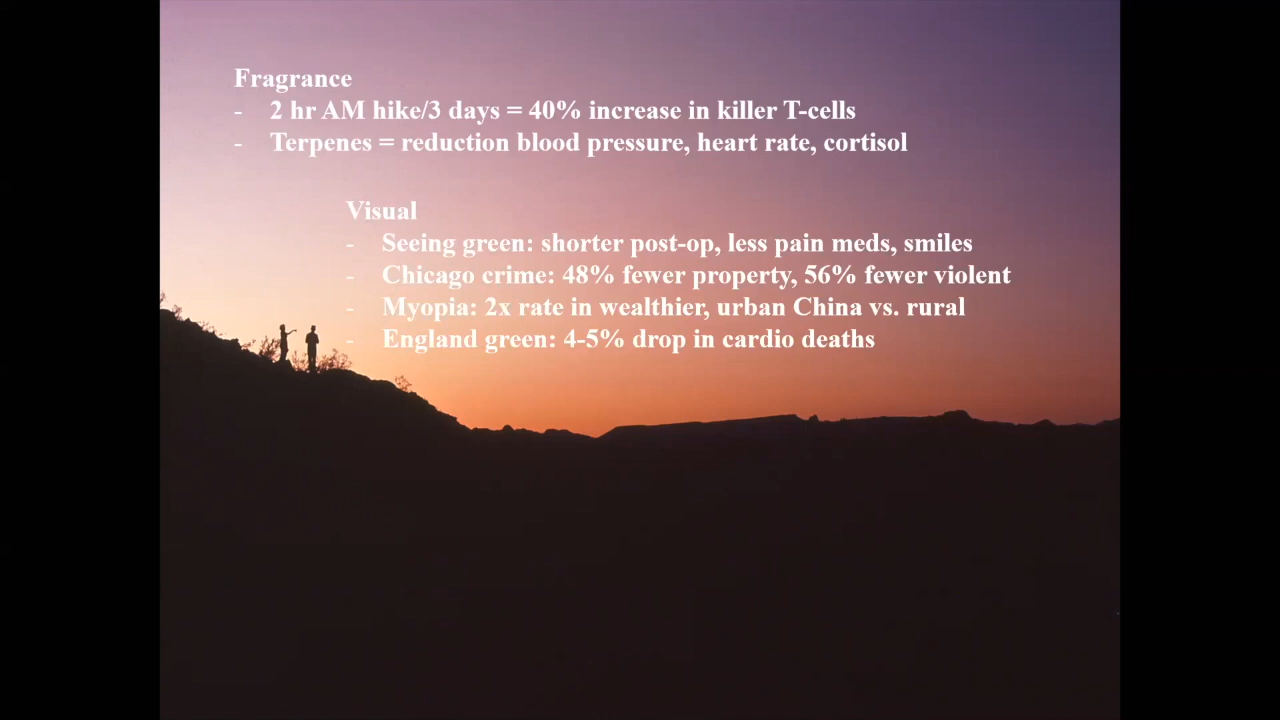 Fragrance
- 2 hr AM hike/3 days = 40% increase in killer T-cells
- Terpenes = reduction blood pressure, heart rate, cortisol
Visual
- Seeing green: shorter post-op, less pain meds, smiles
- Chicago crime: 48% fewer property, 56% fewer violent
- Myopia: 2x rate in wealthier, urban China vs. rural
- England green: 4-5% drop in cardio deaths